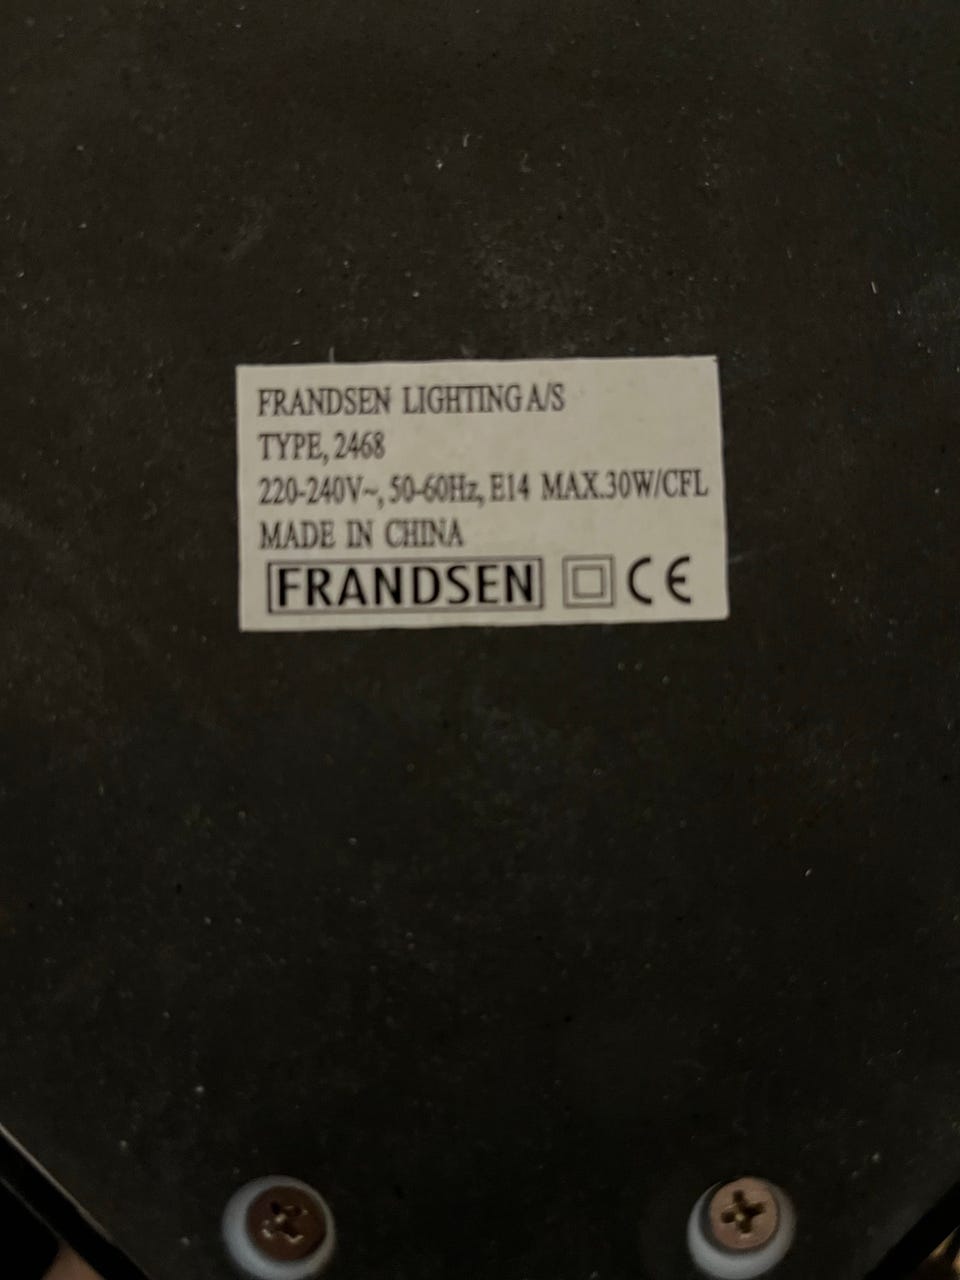 FRANDSEN LIGHTING A/S
TYPE, 2468
220-240V~, 50-60Hz, E14 MAX.30W/CFL
MADE IN CHINA
FRANDSEN CE